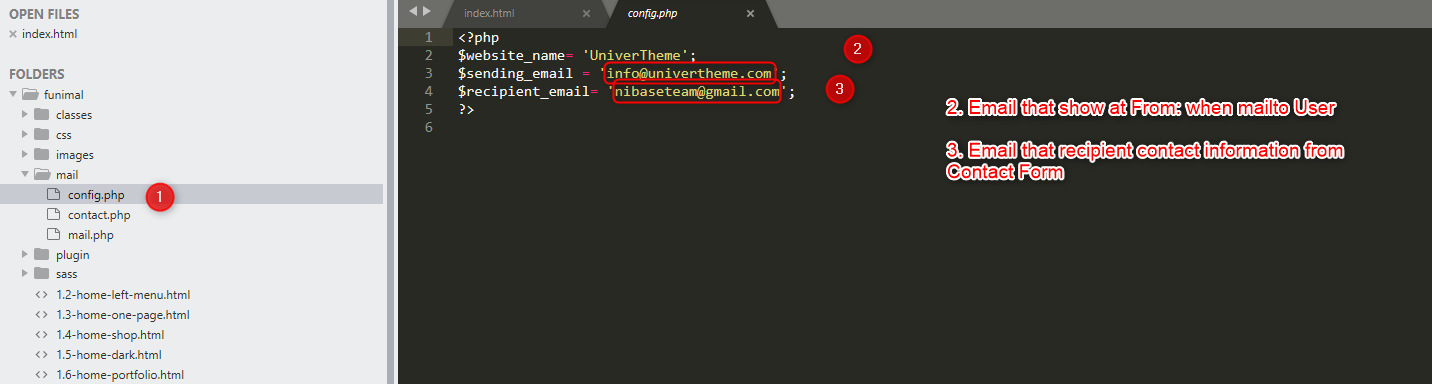 OPEN FILES
index.html
FOLDERS
funimal
classes
css
images
mail
config.php
1
contact.php
mail.php
plugin
sass
1.2-home-left-menu.html
1.3-home-one-page.html
1.4-home-shop.html
1.5-home-dark.html
1.6-home-portfolio.html
index.html
config.php
1 <?php
2 $website_name= 'UniverTheme';
2
3 $sending_email = 'info@univertheme.com';
3
4 $recipient_email= 'nibaseteam@gmail.com';
5 ?>
6
2. Email that show at From: when mailto User
3. Email that recipient contact information from
Contact Form